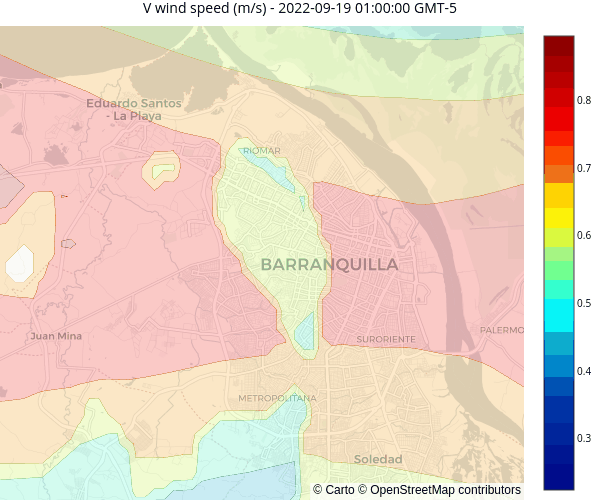 V wind speed (m/s) - 2022-09-19 01:00:00 GMT-5
0.8
Eduardo Santos
- La Playa
RIOMAR
0.7
0.6
BARRANQUILLA
0.5
PALERMO
Juan Mina
SURORIENTE
0.4
METROPOLITANA
0.3
Soledad
© Carto © OpenStreetMap contributors